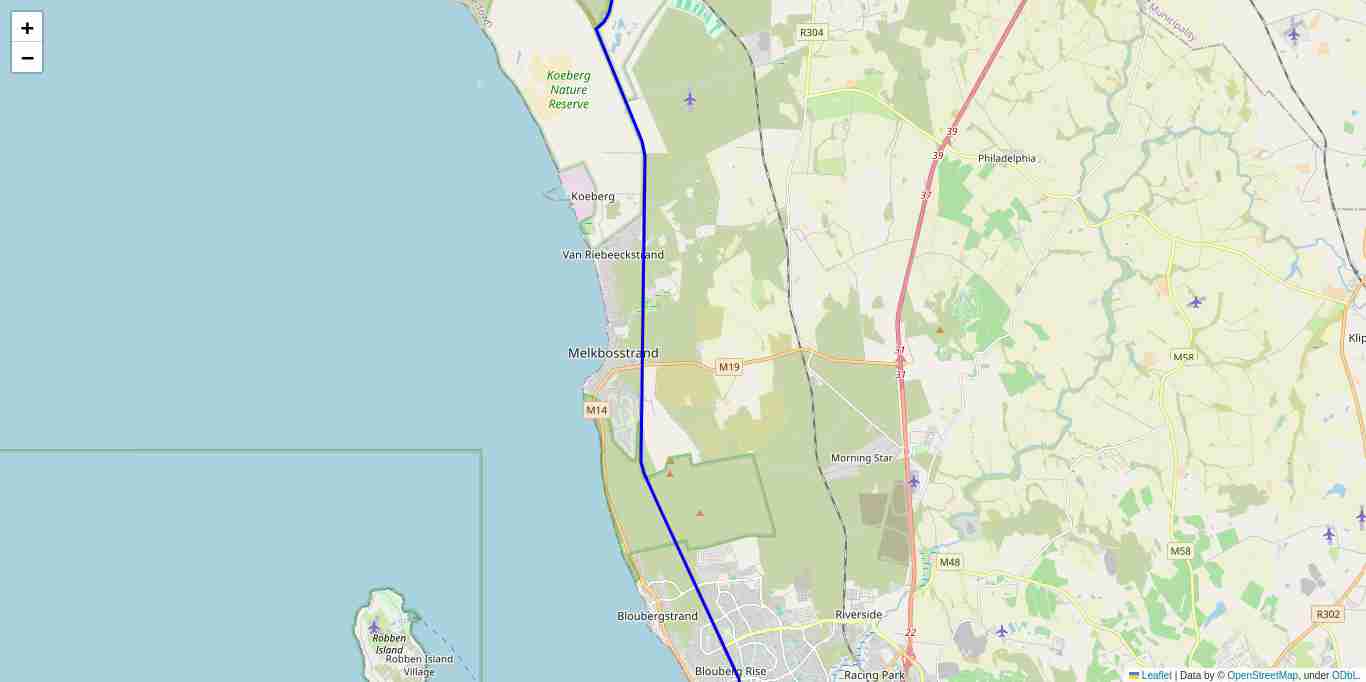 +
−
town
Municipality
R304
Koeberg
Nature
Reserve
39
39
Philadelphia
37
Koeberg
Van Riebeeckstrand
Melkbosstrand
M19
31
31
M58
Klip
M14
Morning Star
M58
M48
Bloubergstrand
Riverside
R302
22
Robben
Island
Robben Island
Village
Blouberg Rise
Racing Park
Leaflet | Data by © OpenStreetMap, under ODbL.